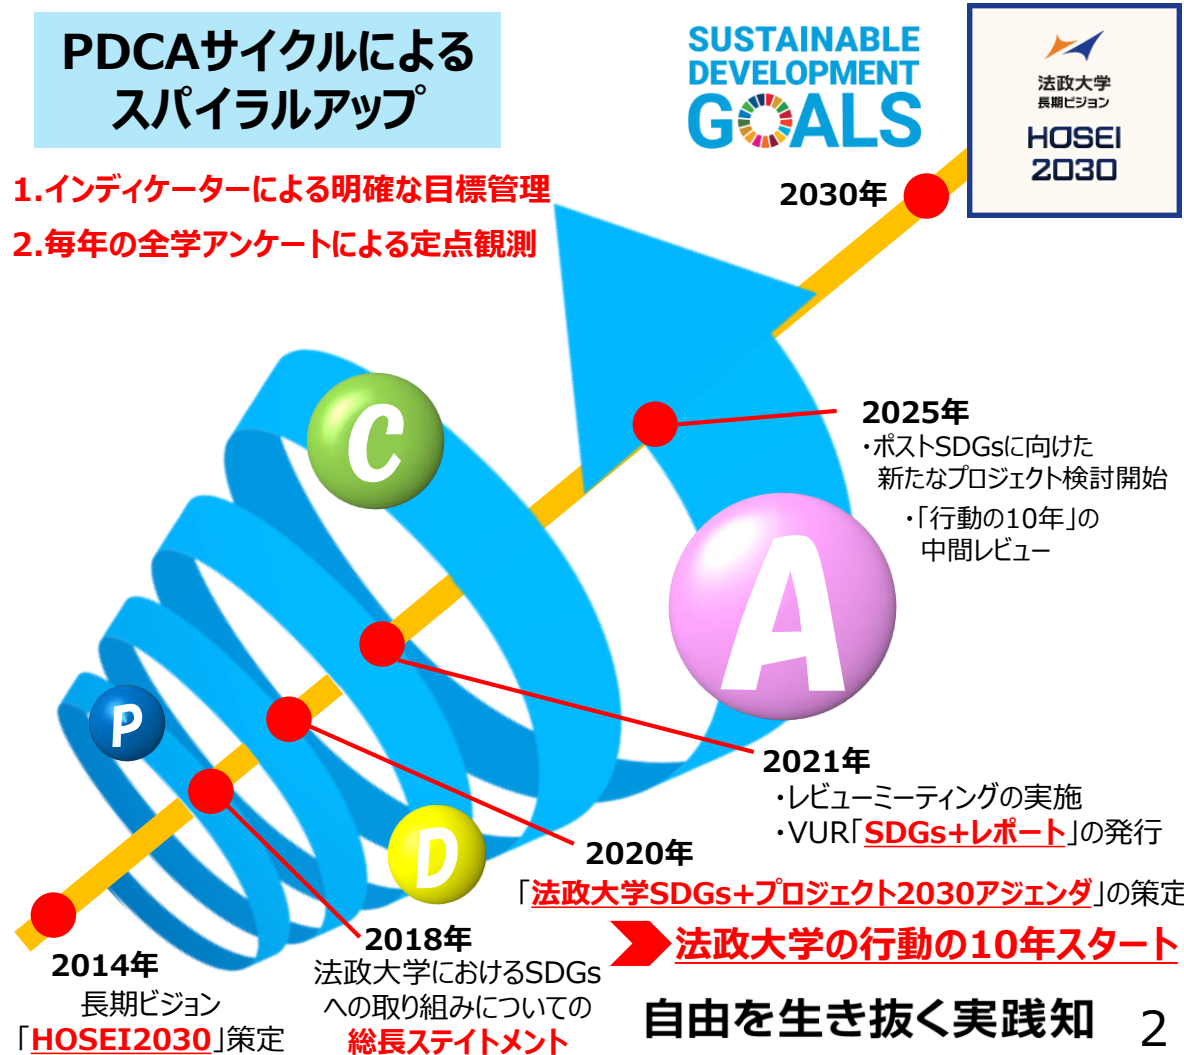 PDCAサイクルによる
スパイラルアップ
SUSTAINABLE
DEVELOPMENT
GOALS
法政大学
長期ビジョン
HOSEI
2030
1.インディケーターによる明確な目標管理
2.毎年の全学アンケートによる定点観測
2030年
C
2025年
・ポストSDGsに向けた
新たなプロジェクト検討開始
・「行動の10年」の
中間レビュー
A
P
D
2021年
・レビューミーティングの実施
・VUR「SDGs+レポート」の発行
2020年
「法政大学SDGs+プロジェクト2030アジェンダ」の策定
法政大学の行動の10年スタート
2018年
法政大学におけるSDGs
への取り組みについての
総長ステイトメント
2014年
長期ビジョン
「HOSEI2030」策定
自由を生き抜く実践知
2